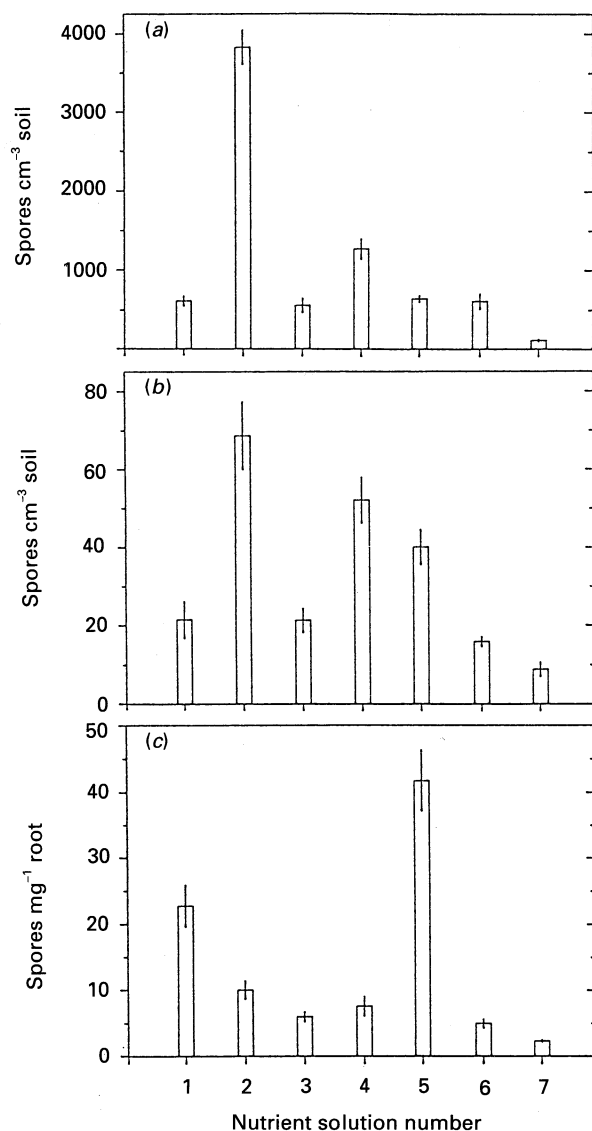 (a)
4000
3000
2000
1000
Spores cm⁻³ soil
(b)
80
60
40
20
0
Spores cm⁻³ soil
(c)
50
40
30
20
10
0
Spores mg⁻¹ root
1 2 3 4 5 6 7
Nutrient solution number